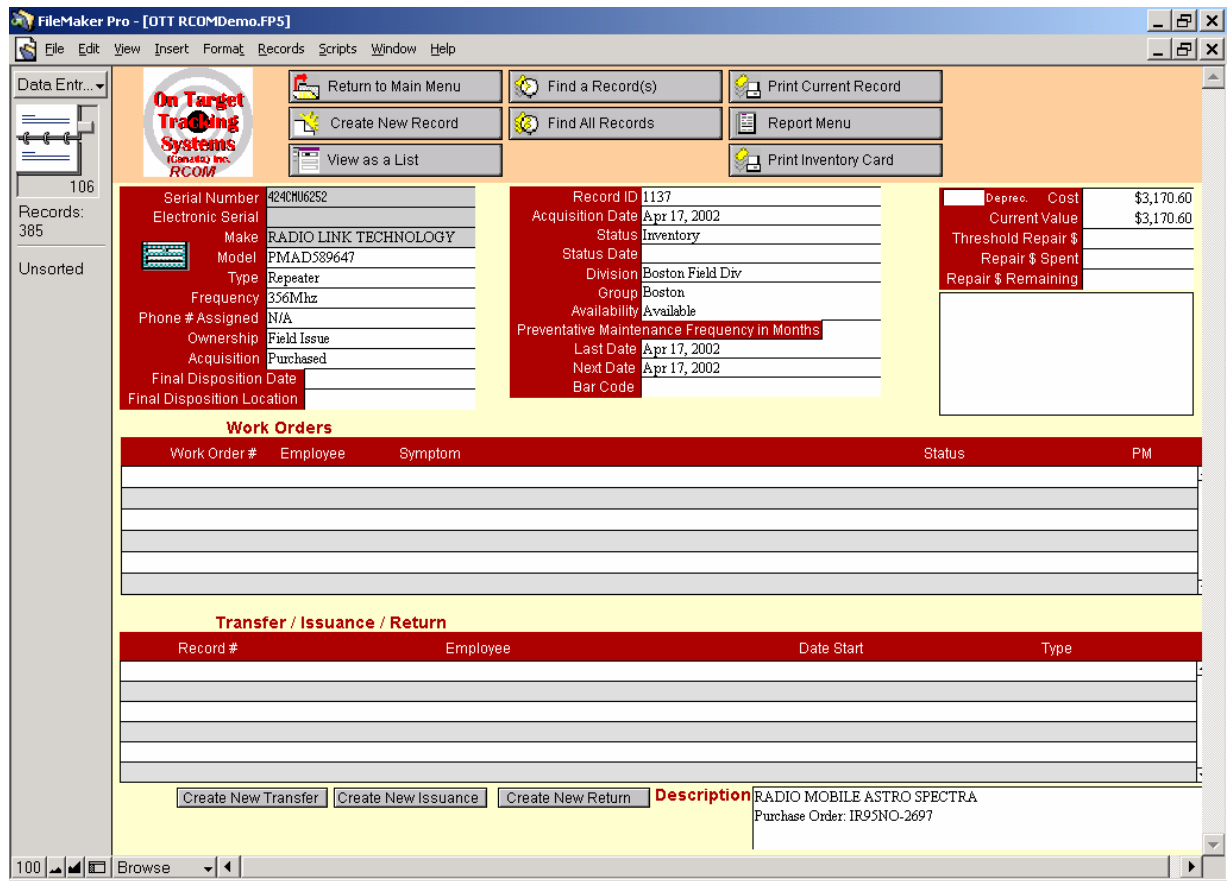 FileMaker Pro - [OTT RCOMDemo.FP5]
File Edit View Insert Format Records Scripts Window Help
Data Entr...
106
Records:
385
Unsorted
On Target
Tracking
Systems
(Canada) Inc.
RCOM
Return to Main Menu
Find a Record(s)
Print Current Record
Create New Record
Find All Records
Report Menu
View as a List
Print Inventory Card
Serial Number 424CMU6252
Electronic Serial
Make RADIO LINK TECHNOLOGY
Model PMAD589647
Type Repeater
Frequency 356Mhz
Phone # Assigned N/A
Ownership Field Issue
Acquisition Purchased
Final Disposition Date
Final Disposition Location
Record ID 1137
Acquisition Date Apr 17, 2002
Status Inventory
Status Date
Division Boston Field Div
Group Boston
Availability Available
Preventative Maintenance Frequency in Months
Last Date Apr 17, 2002
Next Date Apr 17, 2002
Bar Code
Deprec. Cost $3,170.60
Current Value $3,170.60
Threshold Repair $
Repair $ Spent
Repair $ Remaining
Work Orders
Work Order # Employee Symptom Status PM
Transfer / Issuance / Return
Record # Employee Date Start Type
Create New Transfer Create New Issuance Create New Return
Description RADIO MOBILE ASTRO SPECTRA
Purchase Order: IR95NO-2697
100 Browse